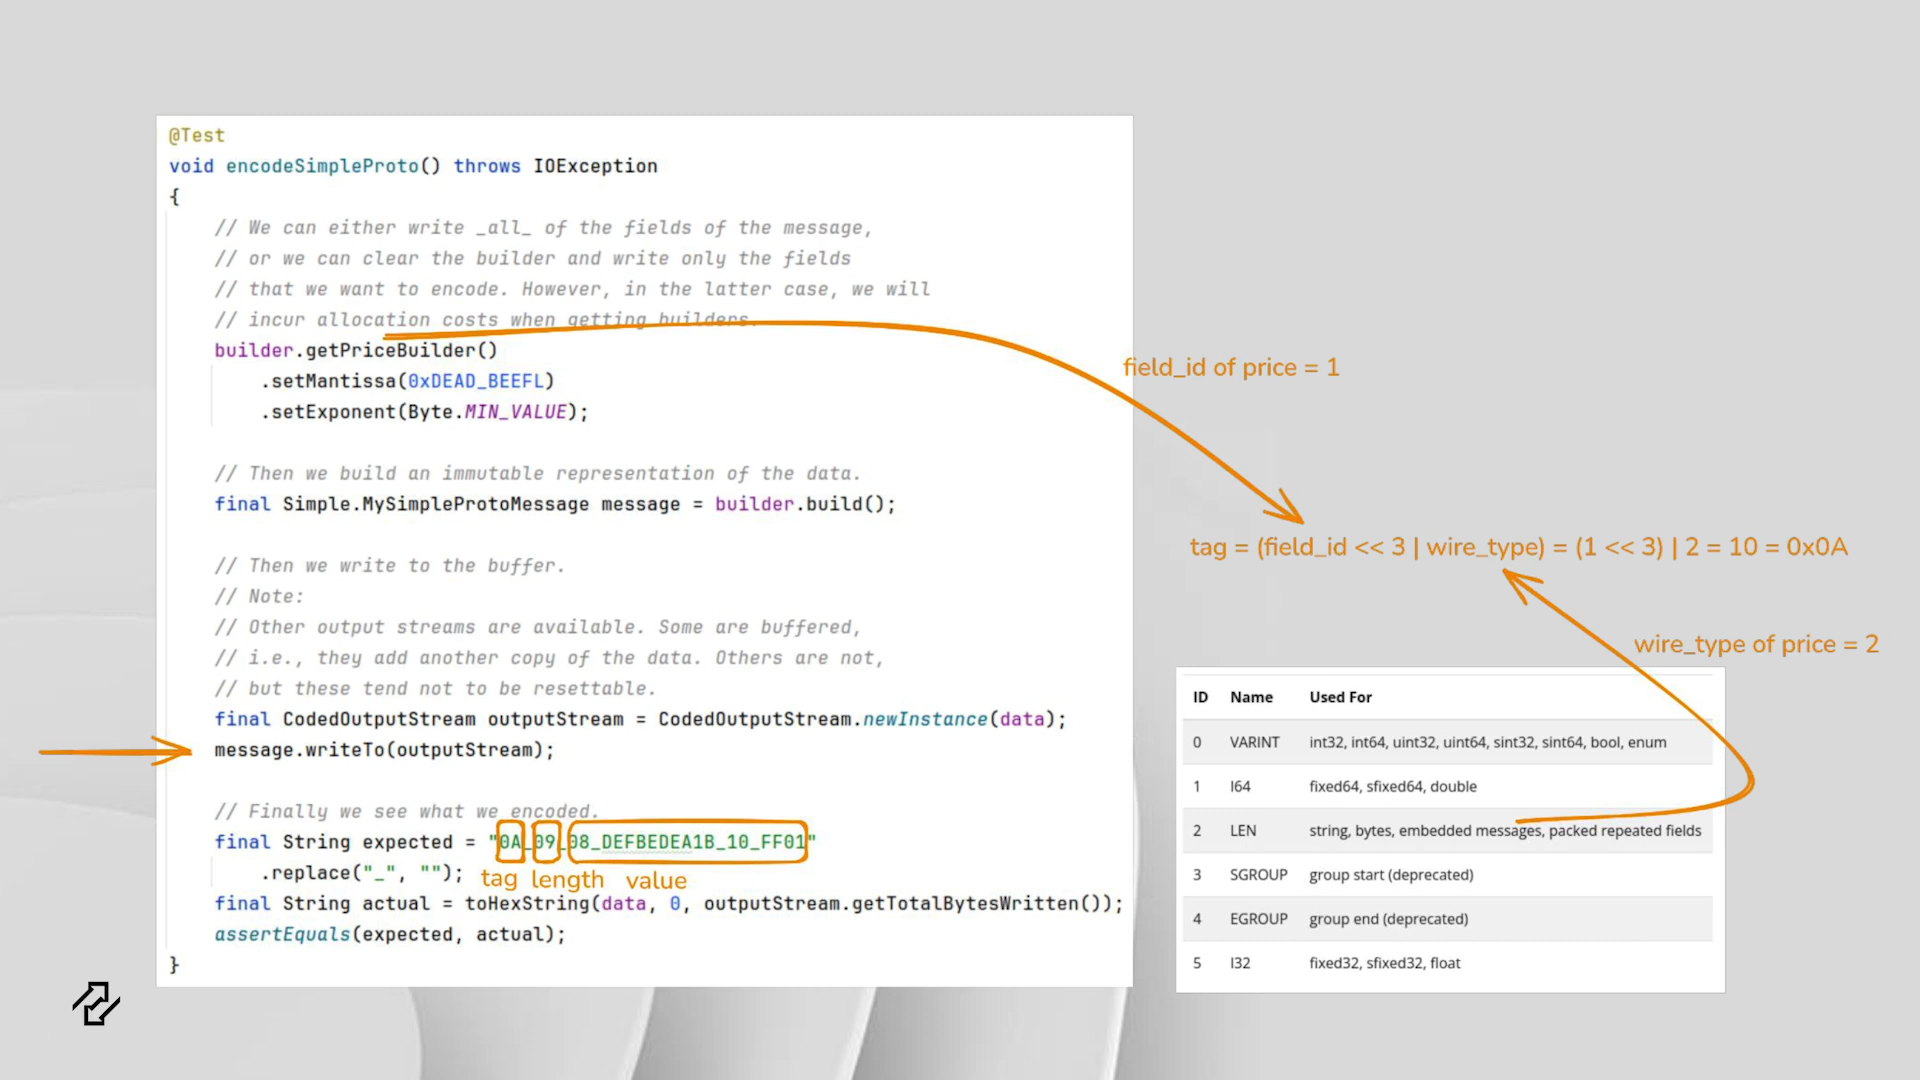 @Test
void encodeSimpleProto() throws IOException
{
// We can either write _all_ of the fields of the message,
// or we can clear the builder and write only the fields
// that we want to encode. However, in the latter case, we will
// incur allocation costs when getting builders.
builder.getPriceBuilder()
.setMantissa(0xDEAD_BEEFL)
.setExponent(Byte.MIN_VALUE);
// Then we build an immutable representation of the data.
final Simple.MySimpleProtoMessage message = builder.build();
// Then we write to the buffer.
// Note:
// Other output streams are available. Some are buffered,
// i.e., they add another copy of the data. Others are not,
// but these tend not to be resettable.
final CodedOutputStream outputStream = CodedOutputStream.newInstance(data);
message.writeTo(outputStream);
// Finally we see what we encoded.
final String expected = "0A_09_08_DEFBEDEA1B_10_FF01"
.replace("_", "");
tag length value
final String actual = toHexString(data, 0, outputStream.getTotalBytesWritten());
assertEquals(expected, actual);
}
field_id of price = 1
tag = (field_id << 3 | wire_type) = (1 << 3) | 2 = 10 = 0x0A
wire_type of price = 2
ID Name Used For
0 VARINT int32, int64, uint32, uint64, sint32, sint64, bool, enum
1 I64 fixed64, sfixed64, double
2 LEN string, bytes, embedded messages, packed repeated fields
3 SGROUP group start (deprecated)
4 EGROUP group end (deprecated)
5 I32 fixed32, sfixed32, float